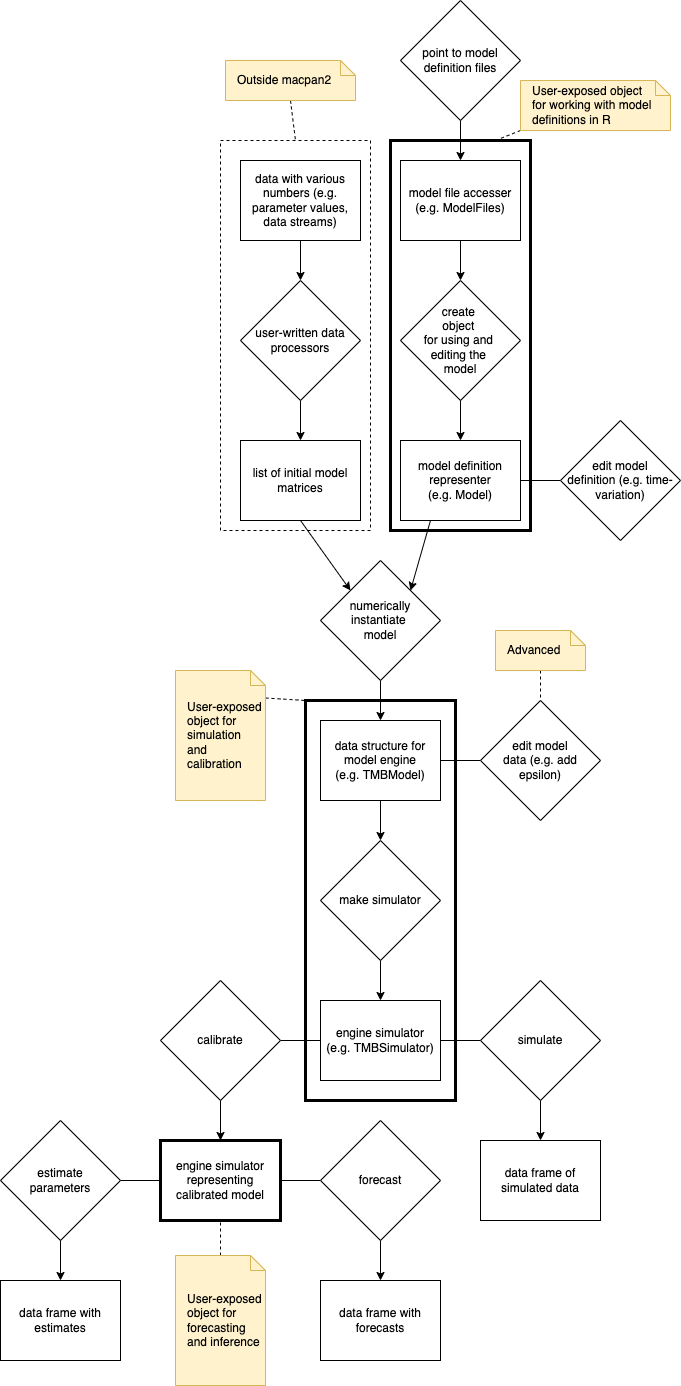 point to model
definition files
Outside macpan2
User-exposed object
for working with model
definitions in R
data with various
numbers (e.g.
parameter values,
data streams)
model file accesser
(e.g. ModelFiles)
user-written data
processors
create
object
for using and
editing the
model
list of initial model
matrices
model definition
representer
(e.g. Model)
edit model
definition (e.g. time-
variation)
numerically
instantiate
model
Advanced
User-exposed
object for
simulation
and
calibration
data structure for
model engine
(e.g. TMBModel)
edit model
data (e.g. add
epsilon)
make simulator
calibrate
engine simulator
(e.g. TMBSimulator)
simulate
estimate
parameters
engine simulator
representing
calibrated model
forecast
data frame of
simulated data
data frame with
estimates
User-exposed
object for
forecasting
and inference
data frame with
forecasts